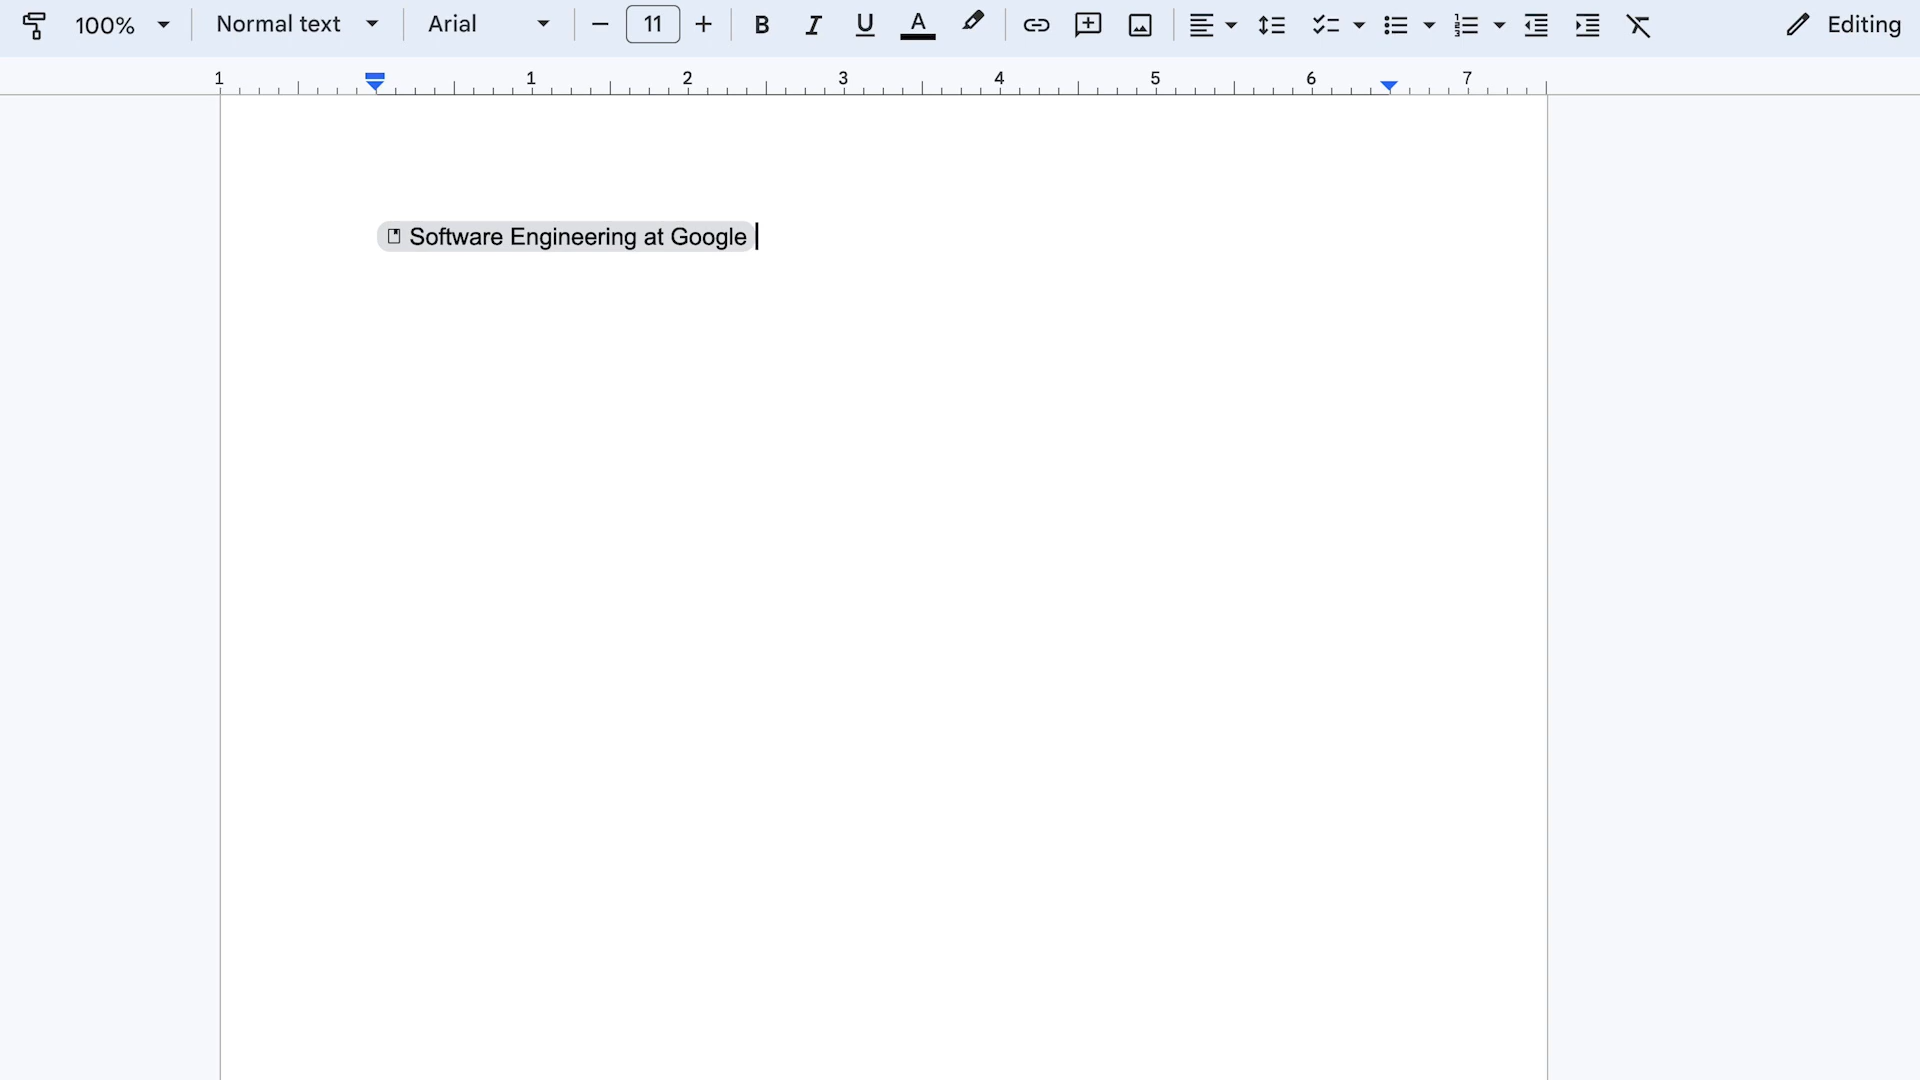 100% Normal text Arial 11 B I U A Editing
1 1 2 3 4 5 6 7
Software Engineering at Google